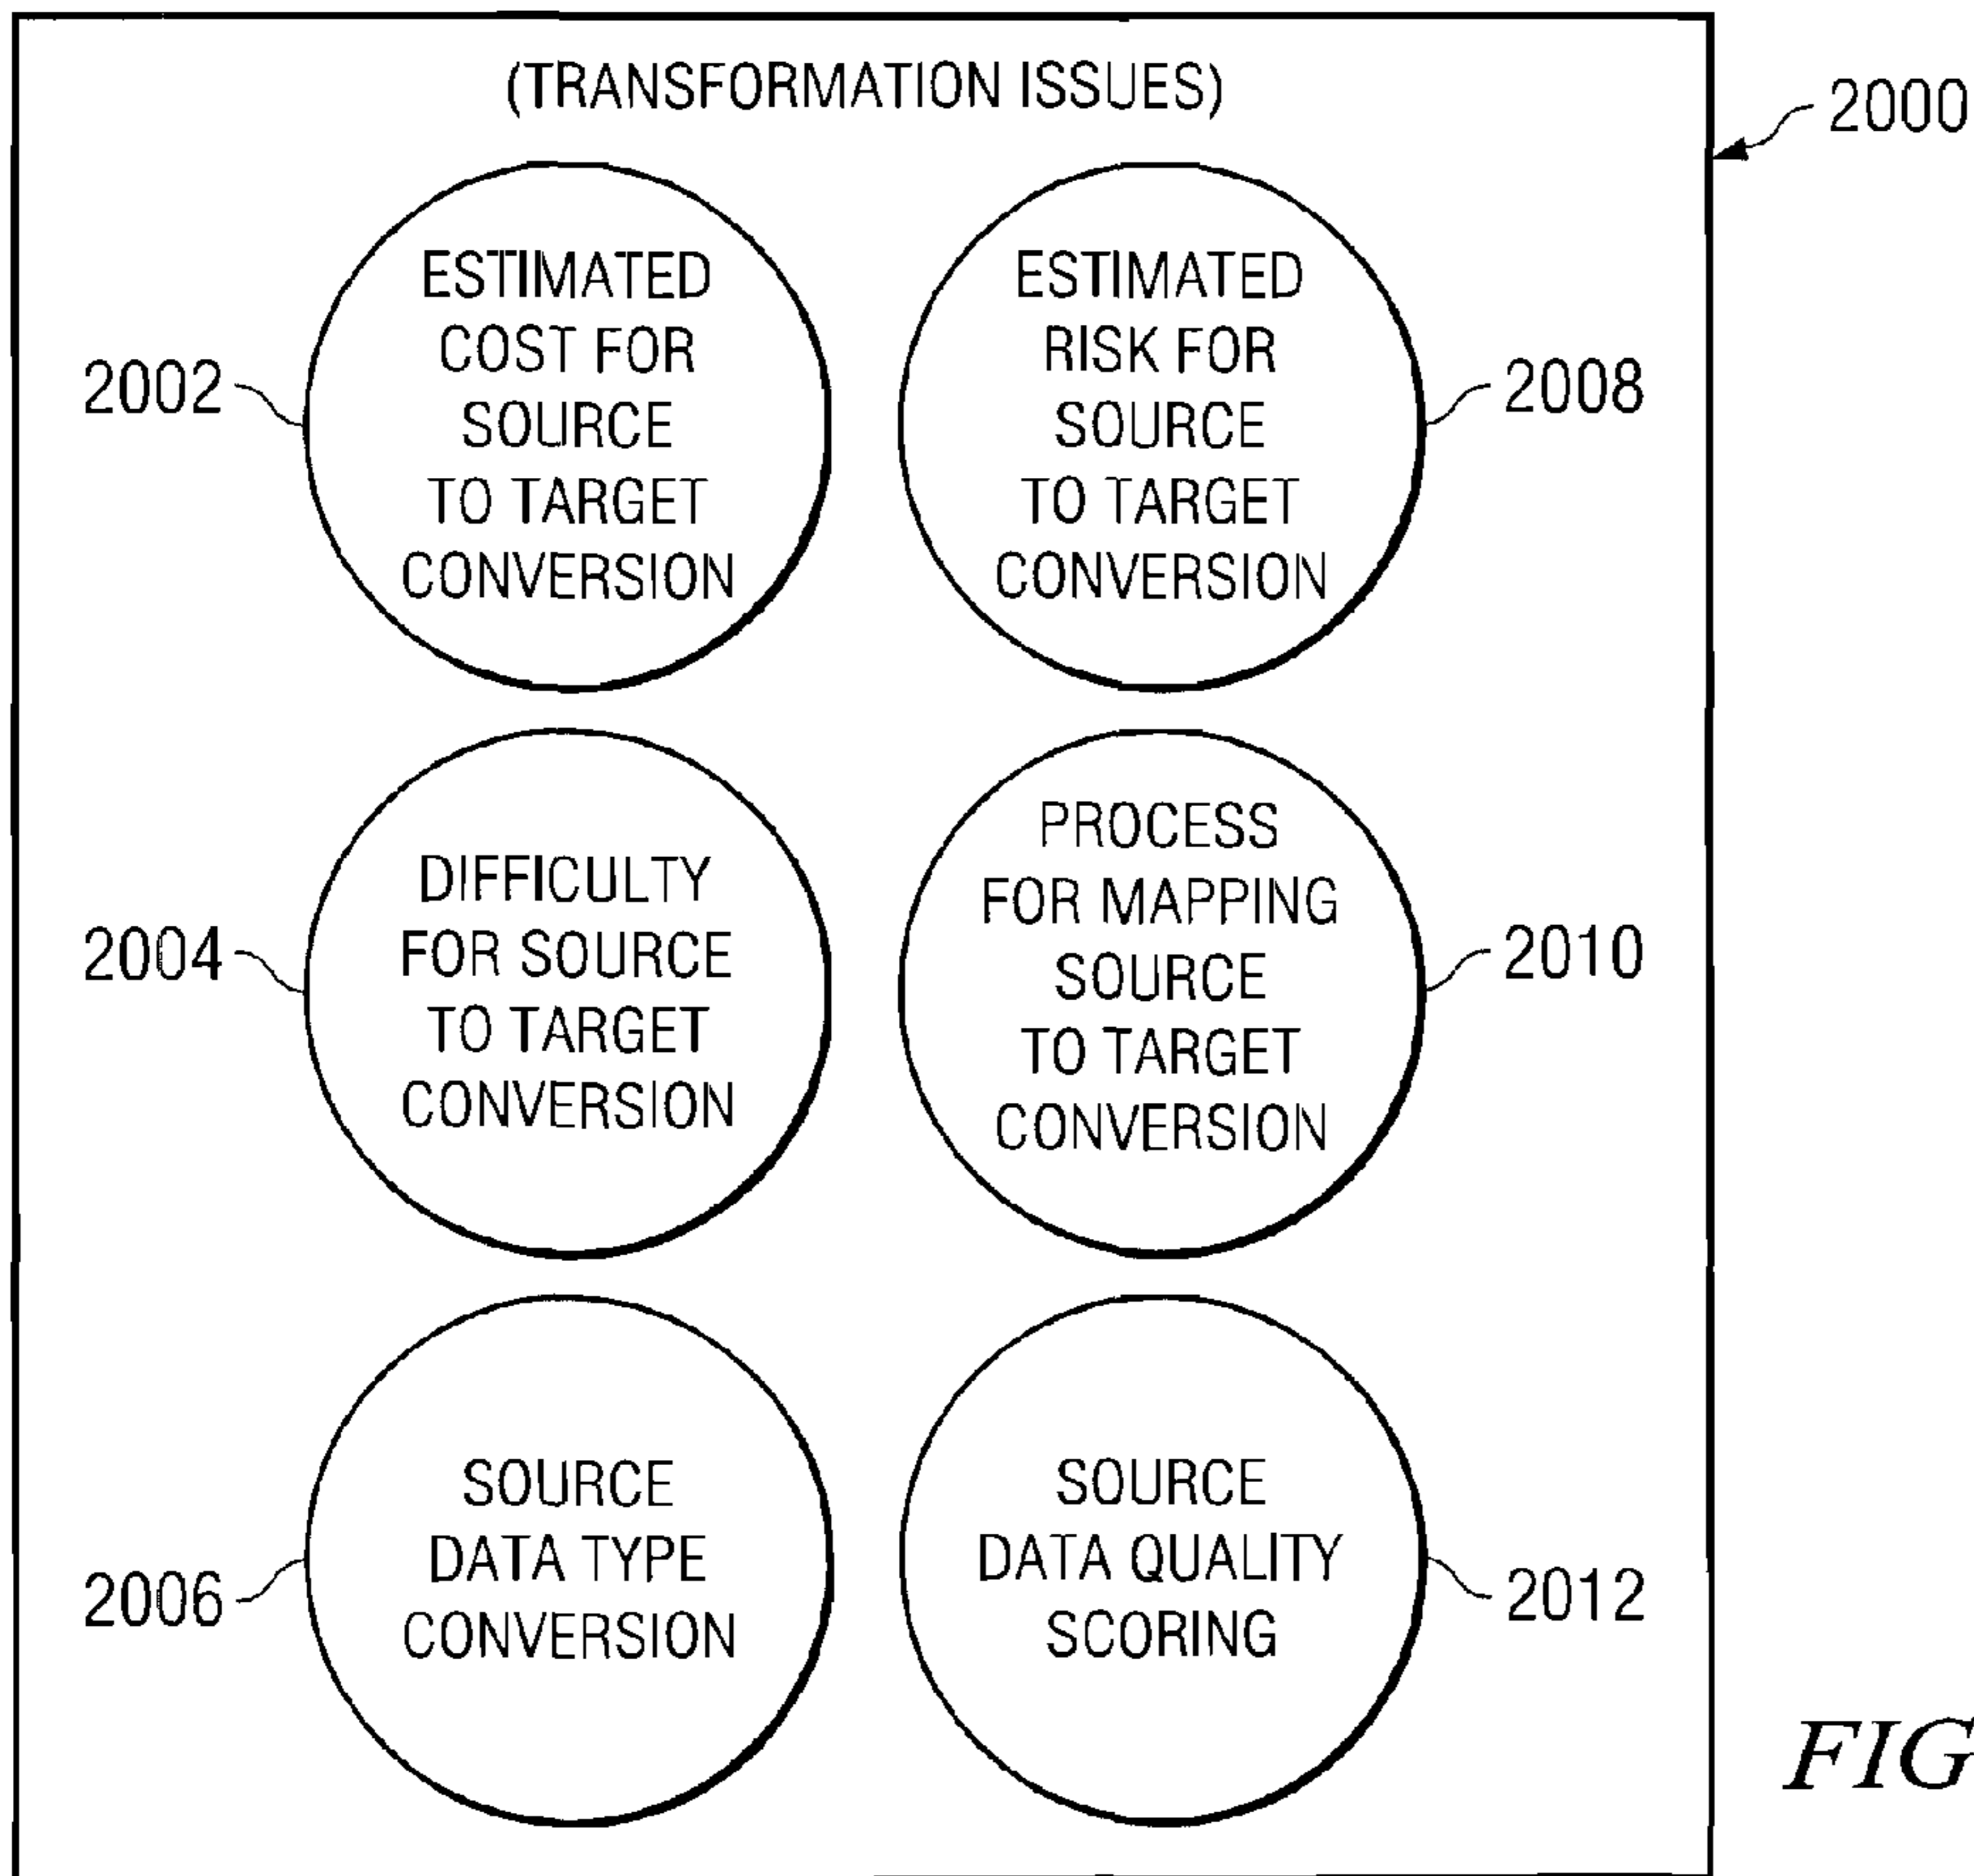 (TRANSFORMATION ISSUES)
2000
ESTIMATED
COST FOR
SOURCE
TO TARGET
CONVERSION
2002
ESTIMATED
RISK FOR
SOURCE
TO TARGET
CONVERSION
2008
DIFFICULTY
FOR SOURCE
TO TARGET
CONVERSION
2004
PROCESS
FOR MAPPING
SOURCE
TO TARGET
CONVERSION
2010
SOURCE
DATA TYPE
CONVERSION
2006
SOURCE
DATA QUALITY
SCORING
2012
FIG